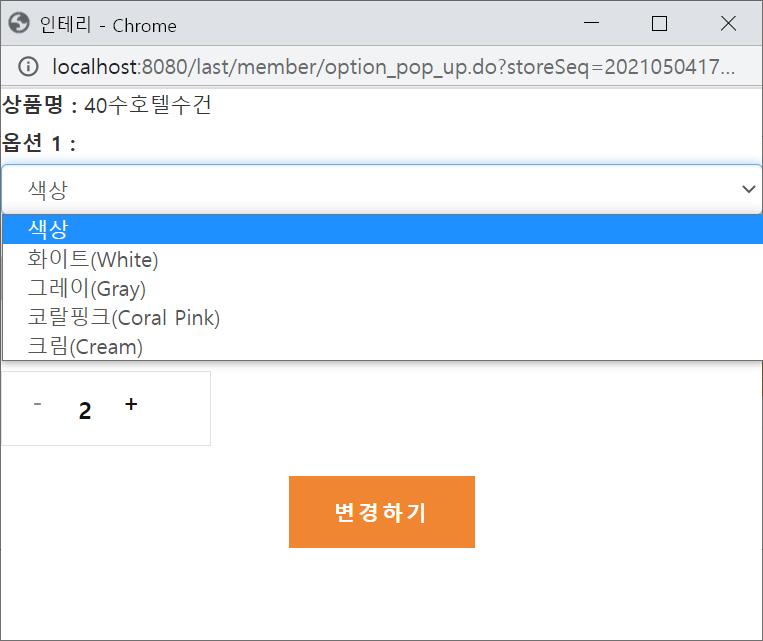 인테리 - Chrome
localhost:8080/last/member/option_pop_up.do?storeSeq=2021050417...
상품명 : 40수호텔수건
옵션 1 :
색상
색상
화이트(White)
그레이(Gray)
코랄핑크(Coral Pink)
크림(Cream)
- 2 +
변경하기